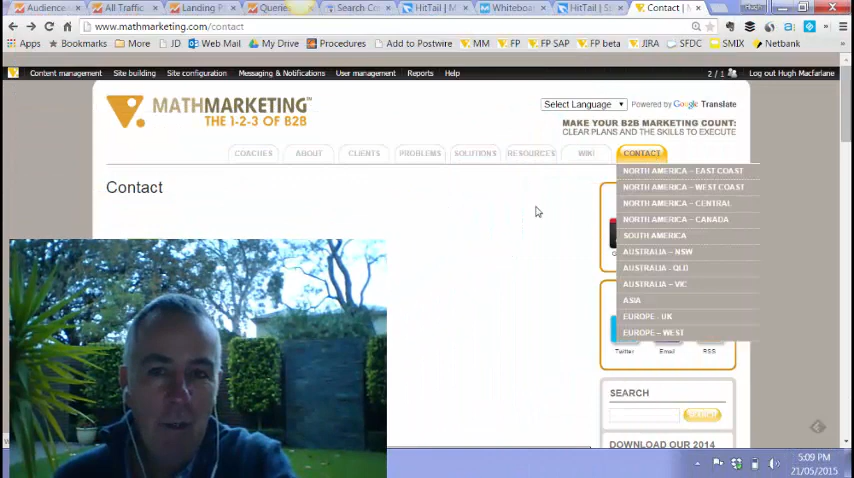 Audience All Traffic Landing P Queries Search Co HitTail | M Whiteboar HitTail | S Contact | M Hugh
www.mathmarketing.com/contact
Apps Bookmarks More JD Web Mail My Drive Procedures Add to Postwire MM FP FP SAP FP beta JIRA SFDC SMIX Netbank
Content management Site building Site configuration Messaging & Notifications User management Reports Help 2 / 1 Log out Hugh Macfarlane
MATHMARKETING™
THE 1-2-3 OF B2B
Select Language Powered by Google Translate
MAKE YOUR B2B MARKETING COUNT:
CLEAR PLANS AND THE SKILLS TO EXECUTE
COACHES ABOUT CLIENTS PROBLEMS SOLUTIONS RESOURCES WIKI CONTACT
Contact
NORTH AMERICA – EAST COAST
NORTH AMERICA – WEST COAST
NORTH AMERICA – CENTRAL
NORTH AMERICA – CANADA
SOUTH AMERICA
AUSTRALIA – NSW
AUSTRALIA - QLD
AUSTRALIA – VIC
ASIA
EUROPE - UK
EUROPE – WEST
Twitter Email RSS
SEARCH
SEARCH
DOWNLOAD OUR 2014
5:09 PM
21/05/2015